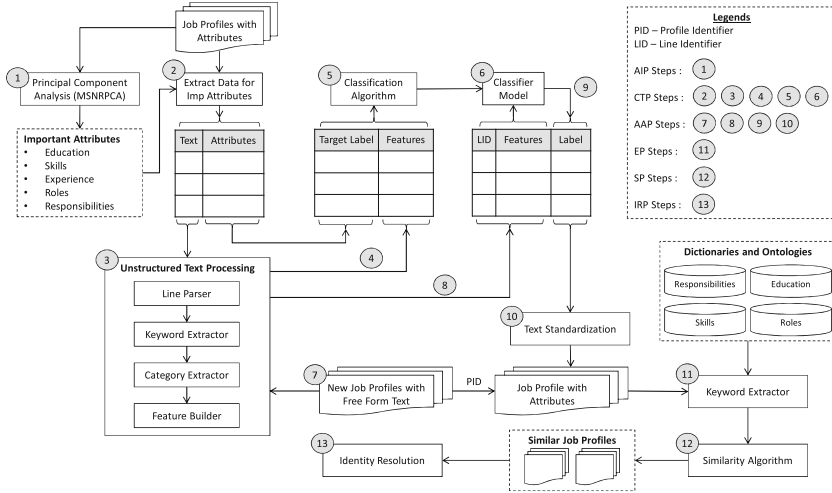 Job Profiles with
Attributes
1
Principal Component
Analysis (MSNRPCA)
2
Extract Data for
Imp Attributes
5
Classification
Algorithm
6
Classifier
Model
9
Important Attributes
• Education
• Skills
• Experience
• Roles
• Responsibilities
Text Attributes
Target Label Features
LID Features Label
Legends
PID – Profile Identifier
LID – Line Identifier
AIP Steps : 1
CTP Steps : 2 3 4 5 6
AAP Steps : 7 8 9 10
EP Steps : 11
SP Steps : 12
IRP Steps : 13
3
Unstructured Text Processing
Line Parser
Keyword Extractor
Category Extractor
Feature Builder
4
8
Dictionaries and Ontologies
Responsibilities
Education
Skills
Roles
10
Text Standardization
7
New Job Profiles with
Free Form Text
PID
Job Profile with
Attributes
11
Keyword Extractor
13
Identity Resolution
Similar Job Profiles
12
Similarity Algorithm